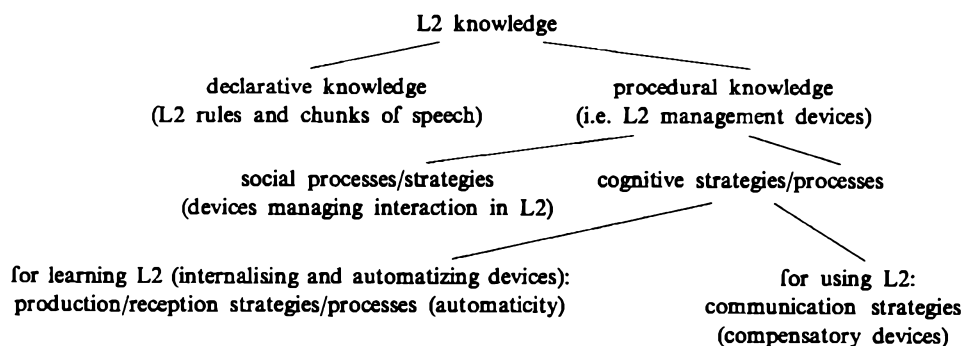 L2 knowledge
declarative knowledge
(L2 rules and chunks of speech)
procedural knowledge
(i.e. L2 management devices)
social processes/strategies
(devices managing interaction in L2)
cognitive strategies/processes
for learning L2 (internalising and automatizing devices):
production/reception strategies/processes (automaticity)
for using L2:
communication strategies
(compensatory devices)